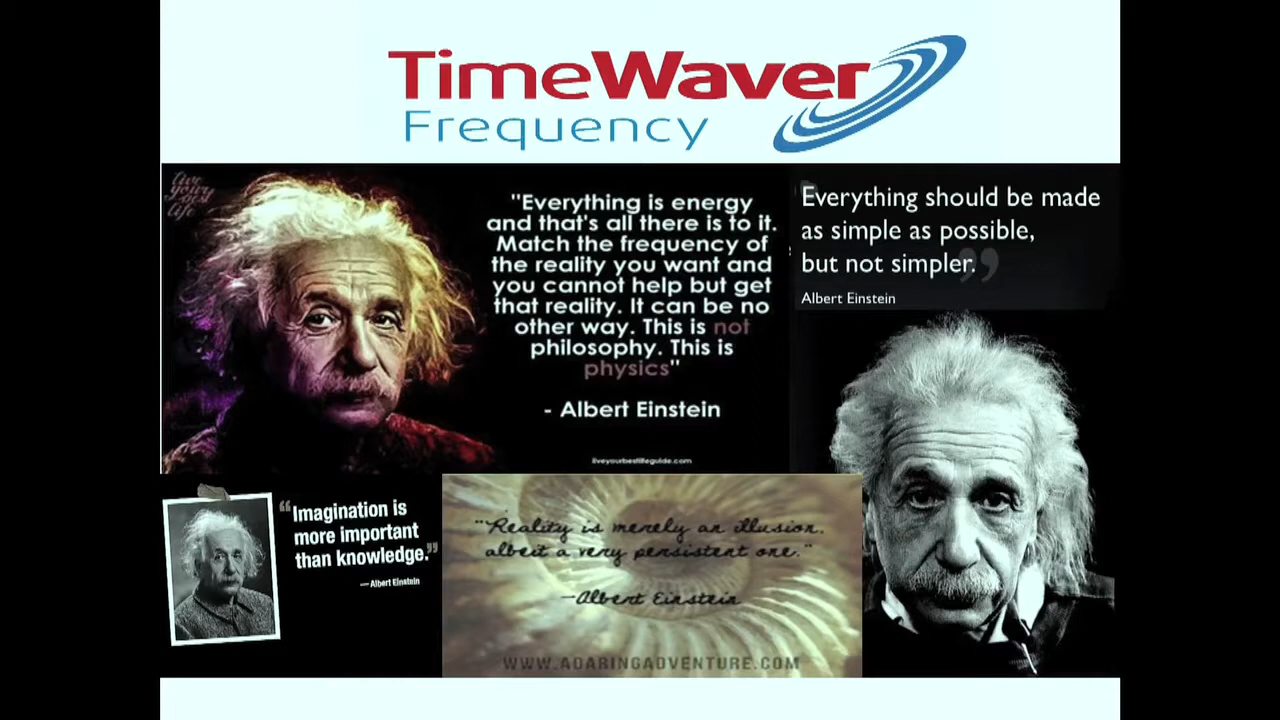 TimeWaver
Frequency
live
your
best
life
"Everything is energy
and that's all there is to it.
Match the frequency of
the reality you want and
you cannot help but get
that reality. It can be no
other way. This is not
philosophy. This is
physics"
- Albert Einstein
liveyourbestlifeguide.com
Everything should be made
as simple as possible,
but not simpler.”
Albert Einstein
“Imagination is
more important
than knowledge.”
—Albert Einstein
"Reality is merely an illusion,
albeit a very persistent one."
—Albert Einstein
WWW.ADARINGADVENTURE.COM